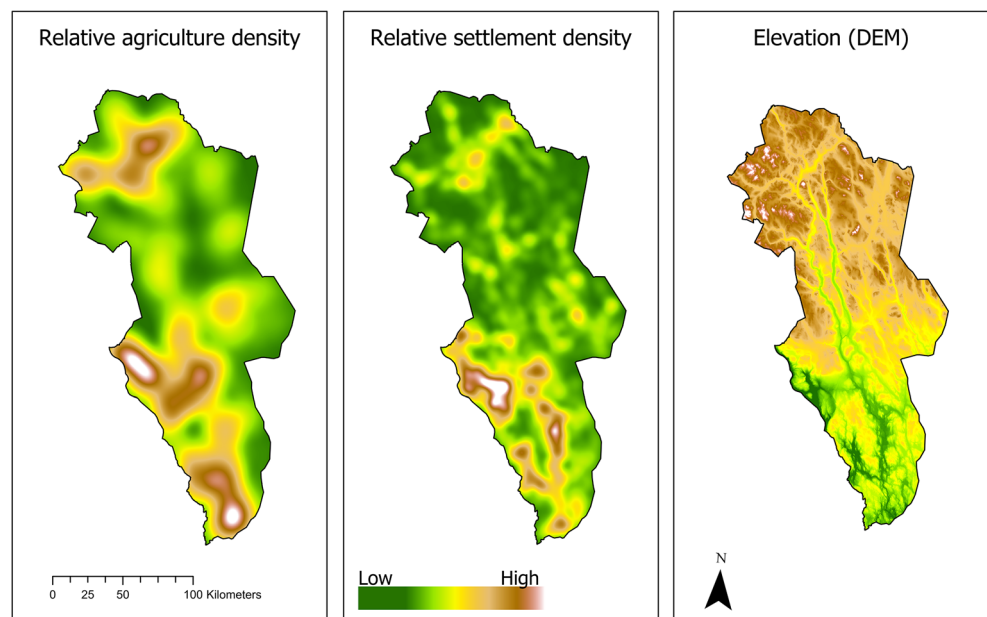 Relative agriculture density
Relative settlement density
Elevation (DEM)
0 25 50 100 Kilometers
Low High
N